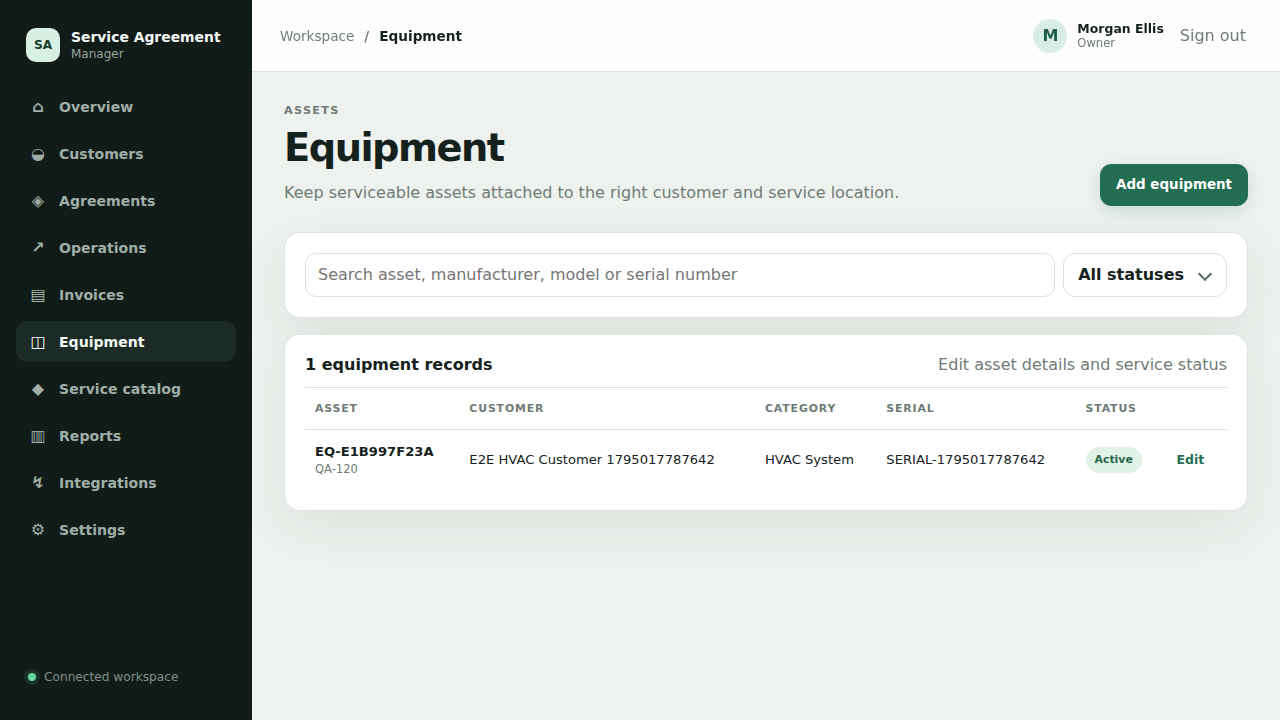 SA
Service Agreement
Manager
Overview
Customers
Agreements
Operations
Invoices
Equipment
Service catalog
Reports
Integrations
Settings
Connected workspace
Workspace / Equipment
M
Morgan Ellis
Owner
Sign out
ASSETS
Equipment
Keep serviceable assets attached to the right customer and service location.
Add equipment
Search asset, manufacturer, model or serial number
All statuses
1 equipment records
Edit asset details and service status
ASSET CUSTOMER CATEGORY SERIAL STATUS
EQ-E1B997F23A
QA-120
E2E HVAC Customer 1795017787642
HVAC System
SERIAL-1795017787642
Active
Edit